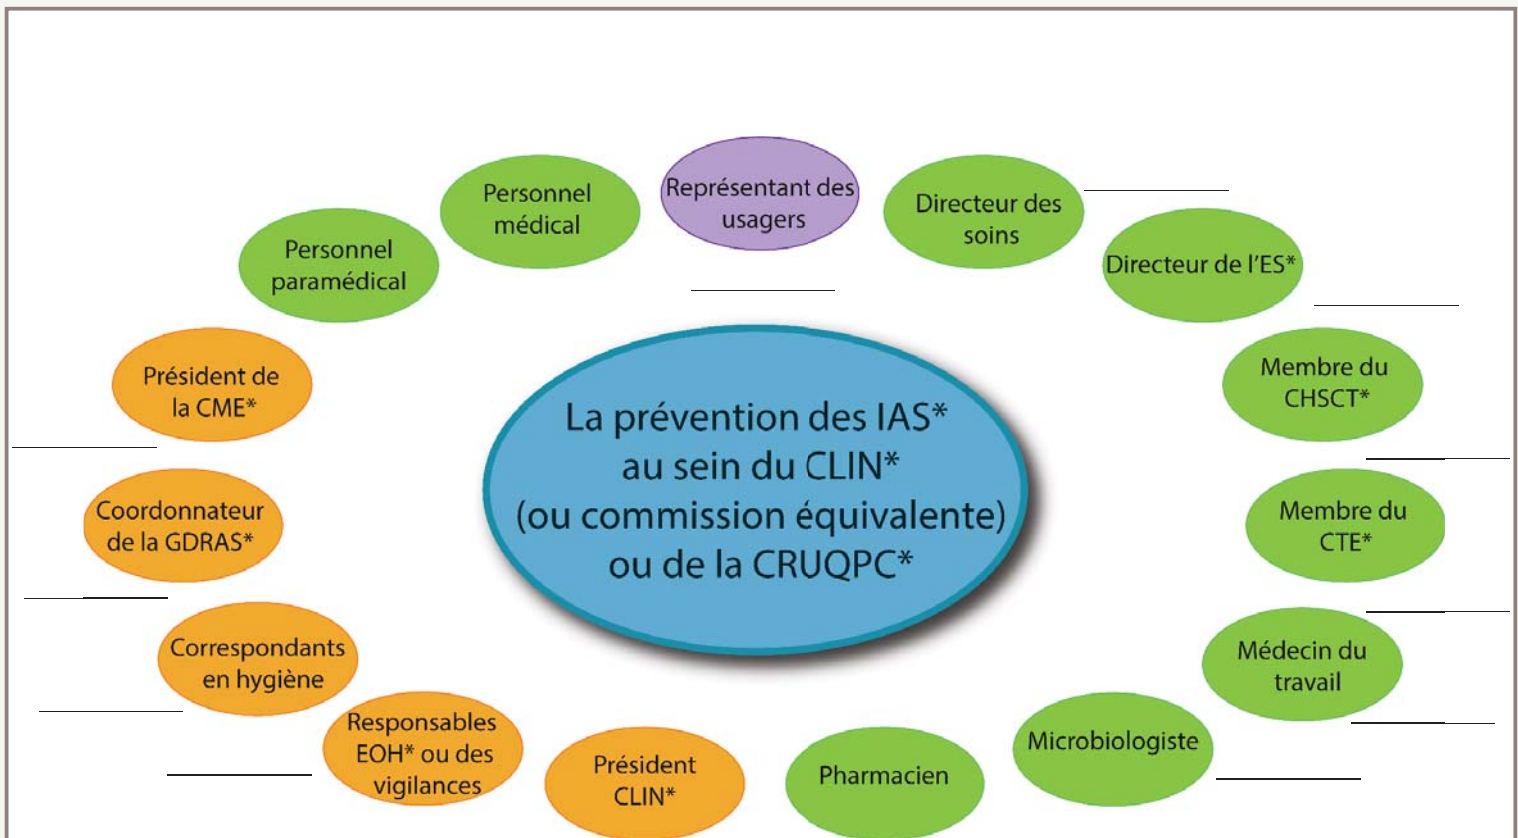 Représentant des
usagers
Personnel
médical
Directeur des
soins
Personnel
paramédical
Directeur de l'ES*
Président de
la CME*
Membre du
CHSCT*
La prévention des IAS*
au sein du CLIN*
(ou commission équivalente)
ou de la CRUQPC*
Coordonnateur
de la GDRAS*
Membre du
CTE*
Correspondants
en hygiène
Médecin du
travail
Responsables
EOH* ou des
vigilances
Président
CLIN*
Pharmacien
Microbiologiste